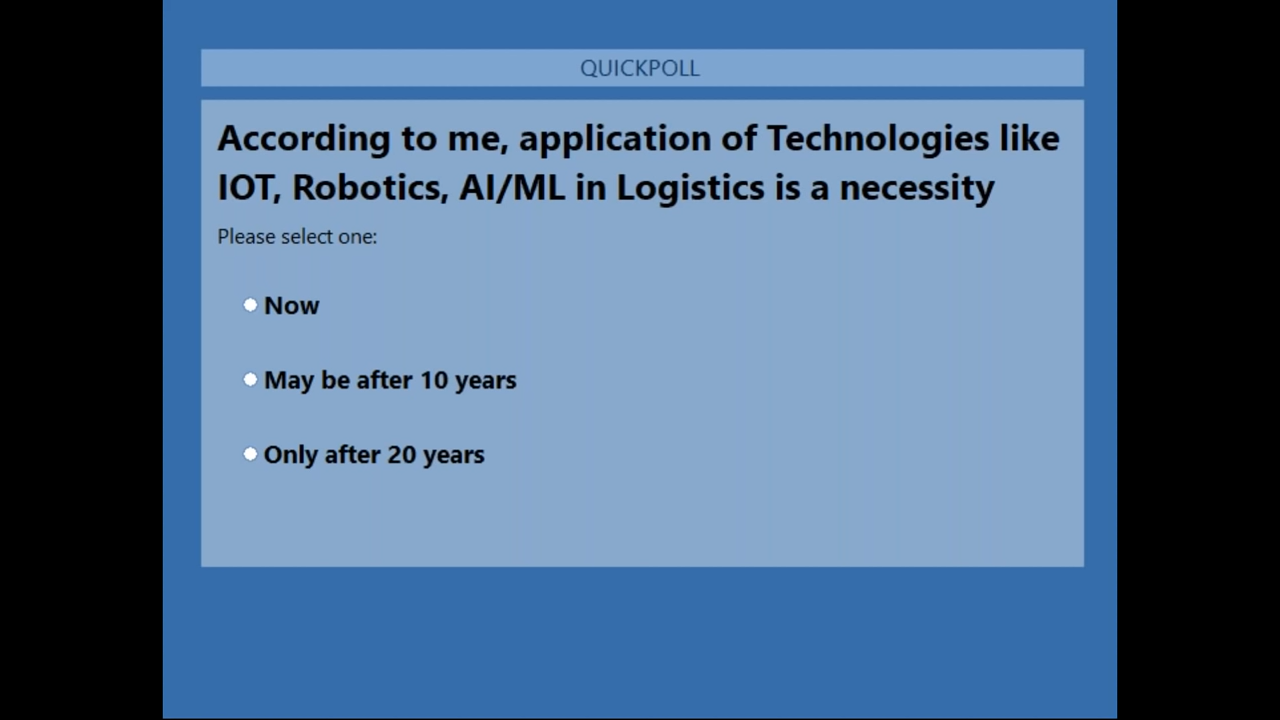 QUICKPOLL
According to me, application of Technologies like
IOT, Robotics, AI/ML in Logistics is a necessity
Please select one:
Now
May be after 10 years
Only after 20 years